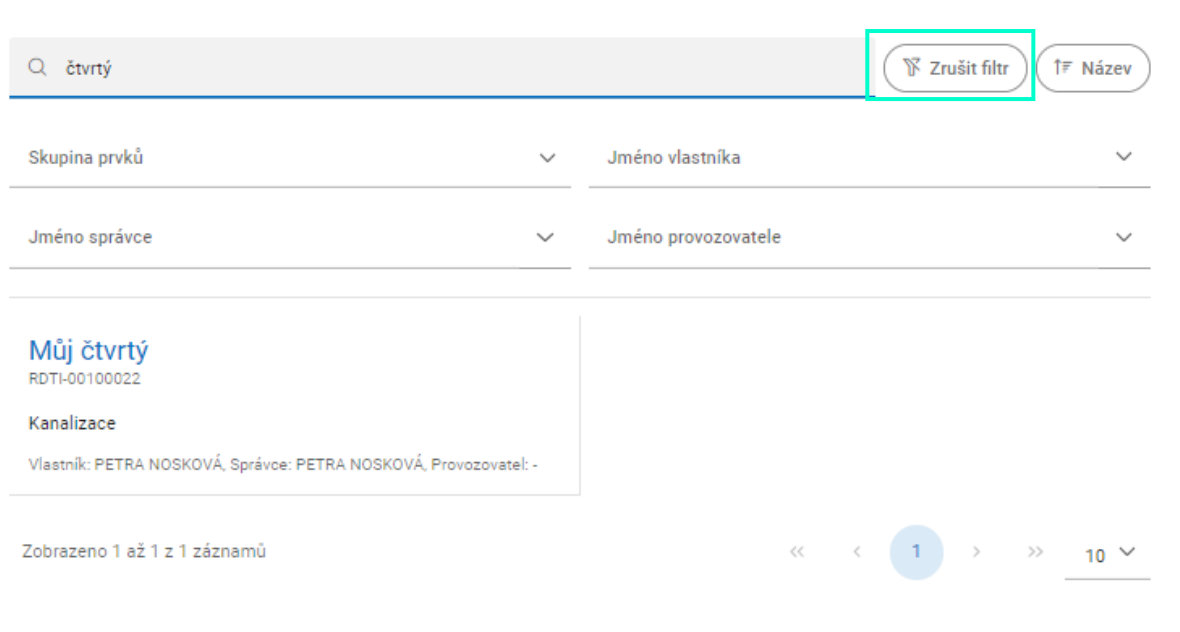 čtvrtý
Zrušit filtr
Název
Skupina prvků
Jméno vlastníka
Jméno správce
Jméno provozovatele
Můj čtvrtý
RDTI-00100022
Kanalizace
Vlastník: PETRA NOSKOVÁ, Správce: PETRA NOSKOVÁ, Provozovatel: -
Zobrazeno 1 až 1 z 1 záznamů
« ‹ 1 › » 10